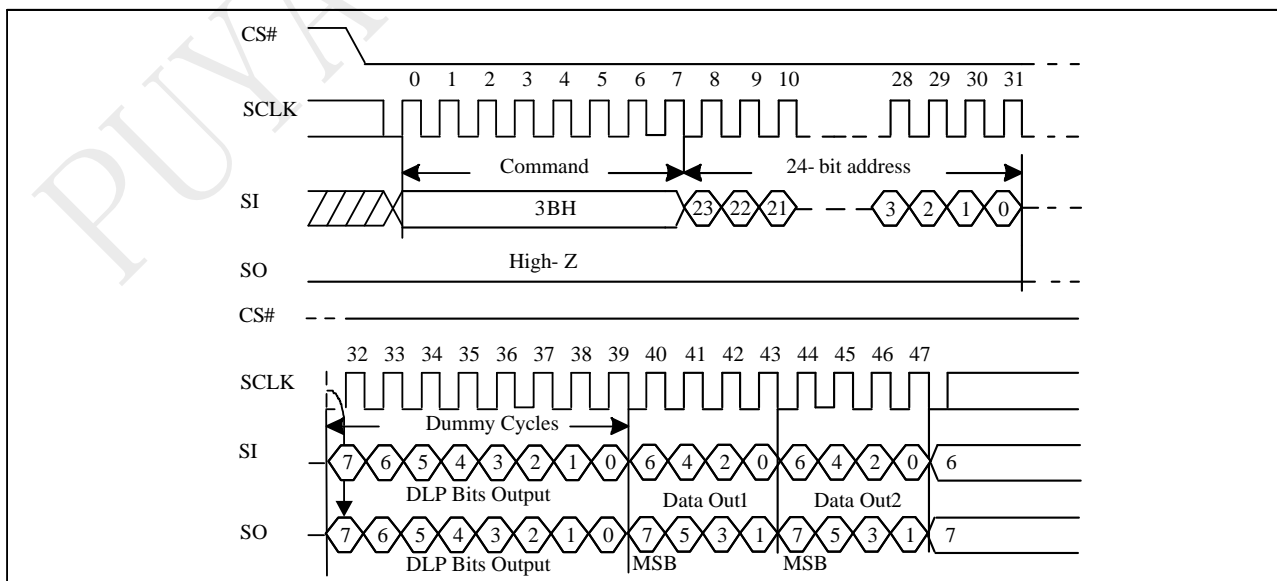 PUYA
CS#
0 1 2 3 4 5 6 7 8 9 10 28 29 30 31
SCLK
Command 24- bit address
SI 3BH 23 22 21 3 2 1 0
SO High- Z
CS#
32 33 34 35 36 37 38 39 40 41 42 43 44 45 46 47
SCLK
Dummy Cycles
SI 7 6 5 4 3 2 1 0 6 4 2 0 6 4 2 0 6
DLP Bits Output Data Out1 Data Out2
SO 7 6 5 4 3 2 1 0 7 5 3 1 7 5 3 1 7
DLP Bits Output MSB MSB